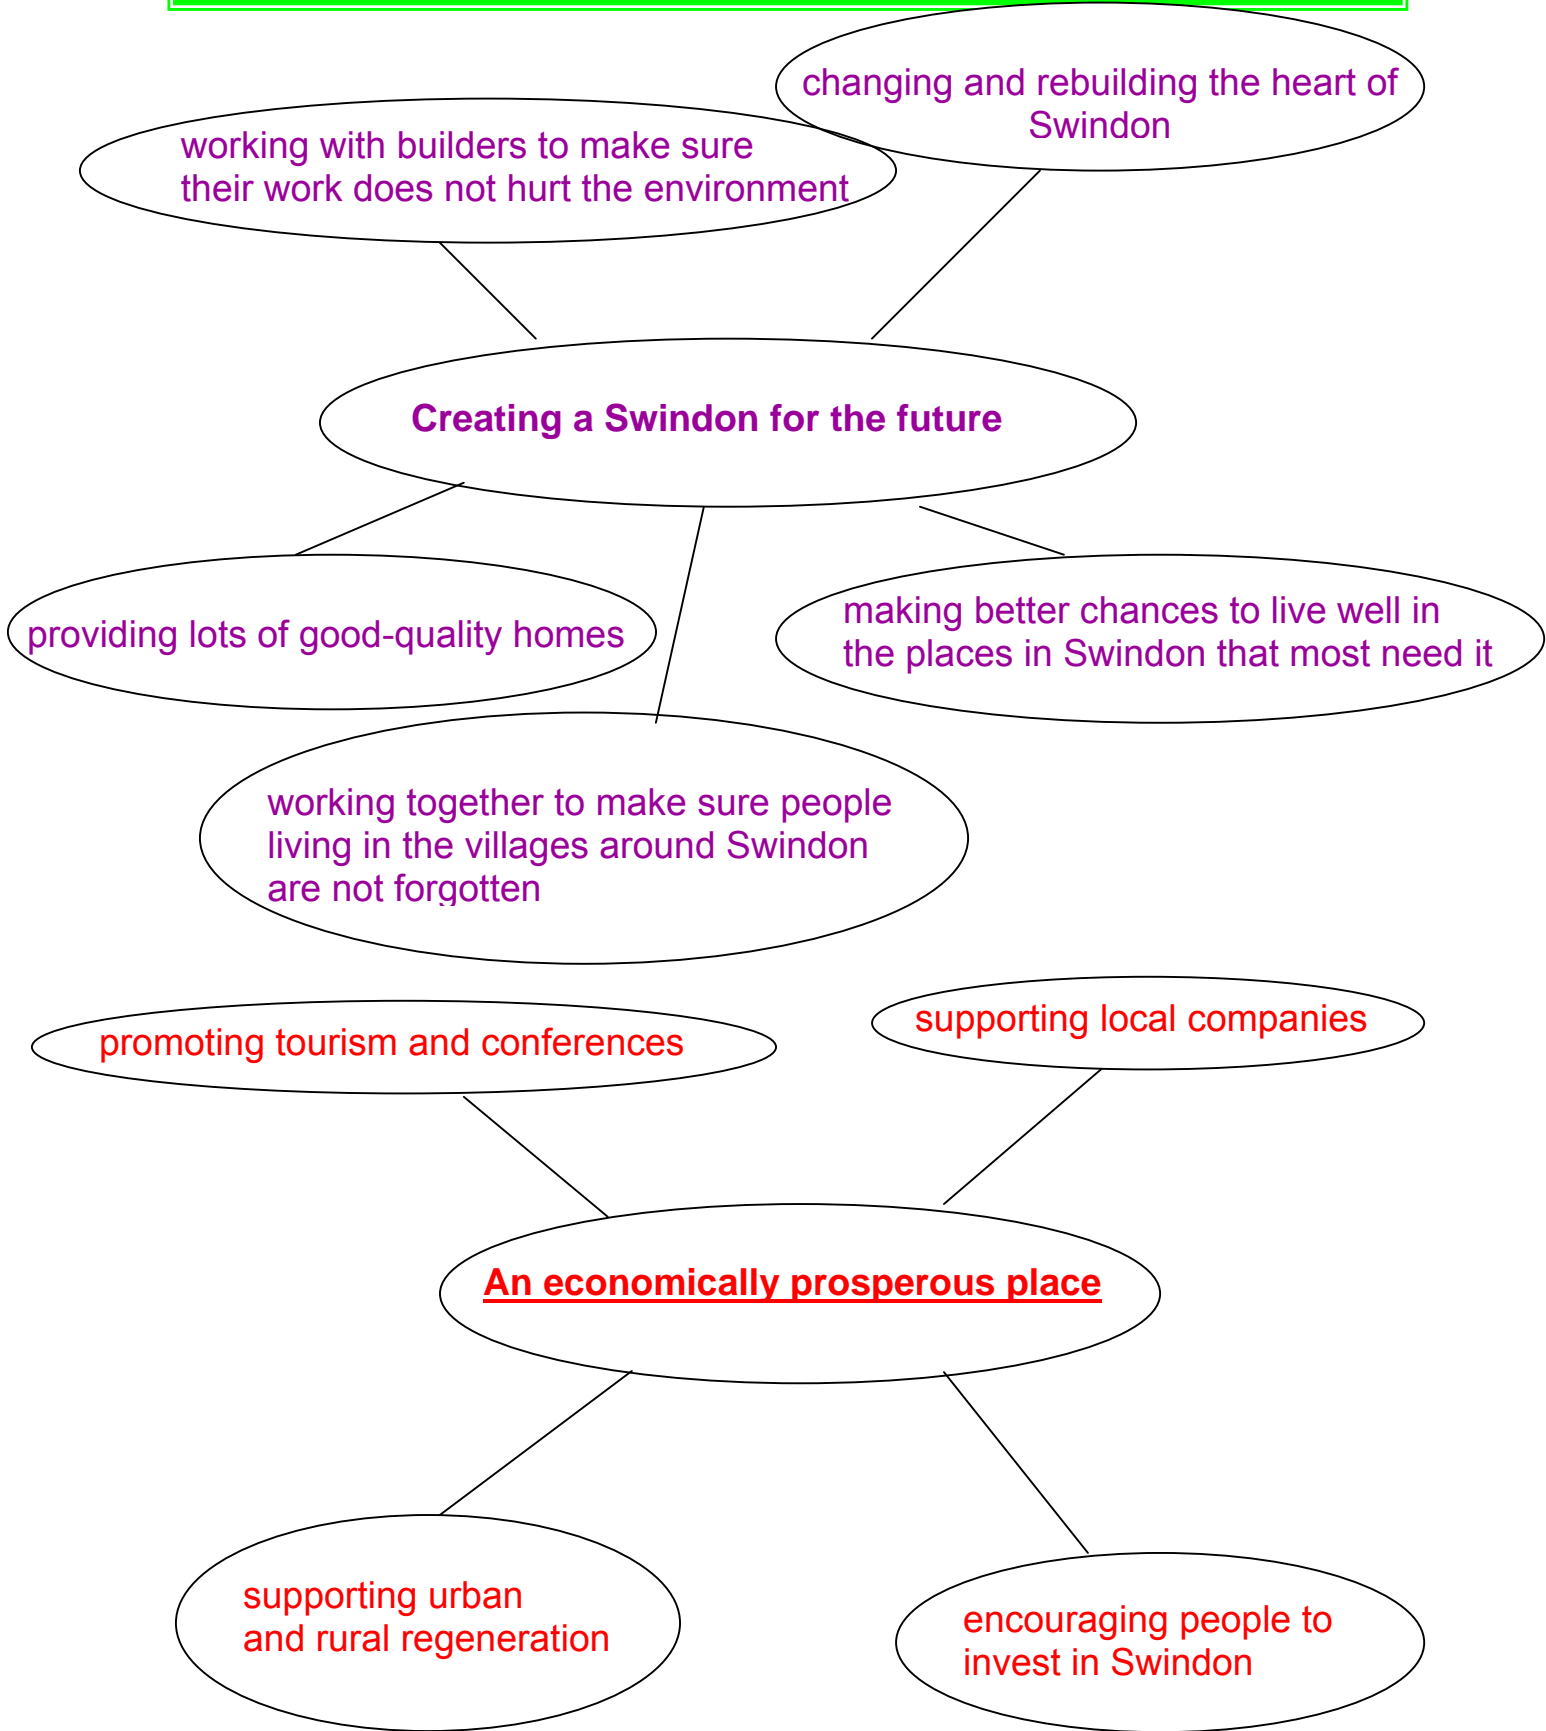 changing and rebuilding the heart of
Swindon
working with builders to make sure
their work does not hurt the environment
Creating a Swindon for the future
providing lots of good-quality homes
making better chances to live well in
the places in Swindon that most need it
working together to make sure people
living in the villages around Swindon
are not forgotten
promoting tourism and conferences
supporting local companies
An economically prosperous place
supporting urban
and rural regeneration
encouraging people to
invest in Swindon